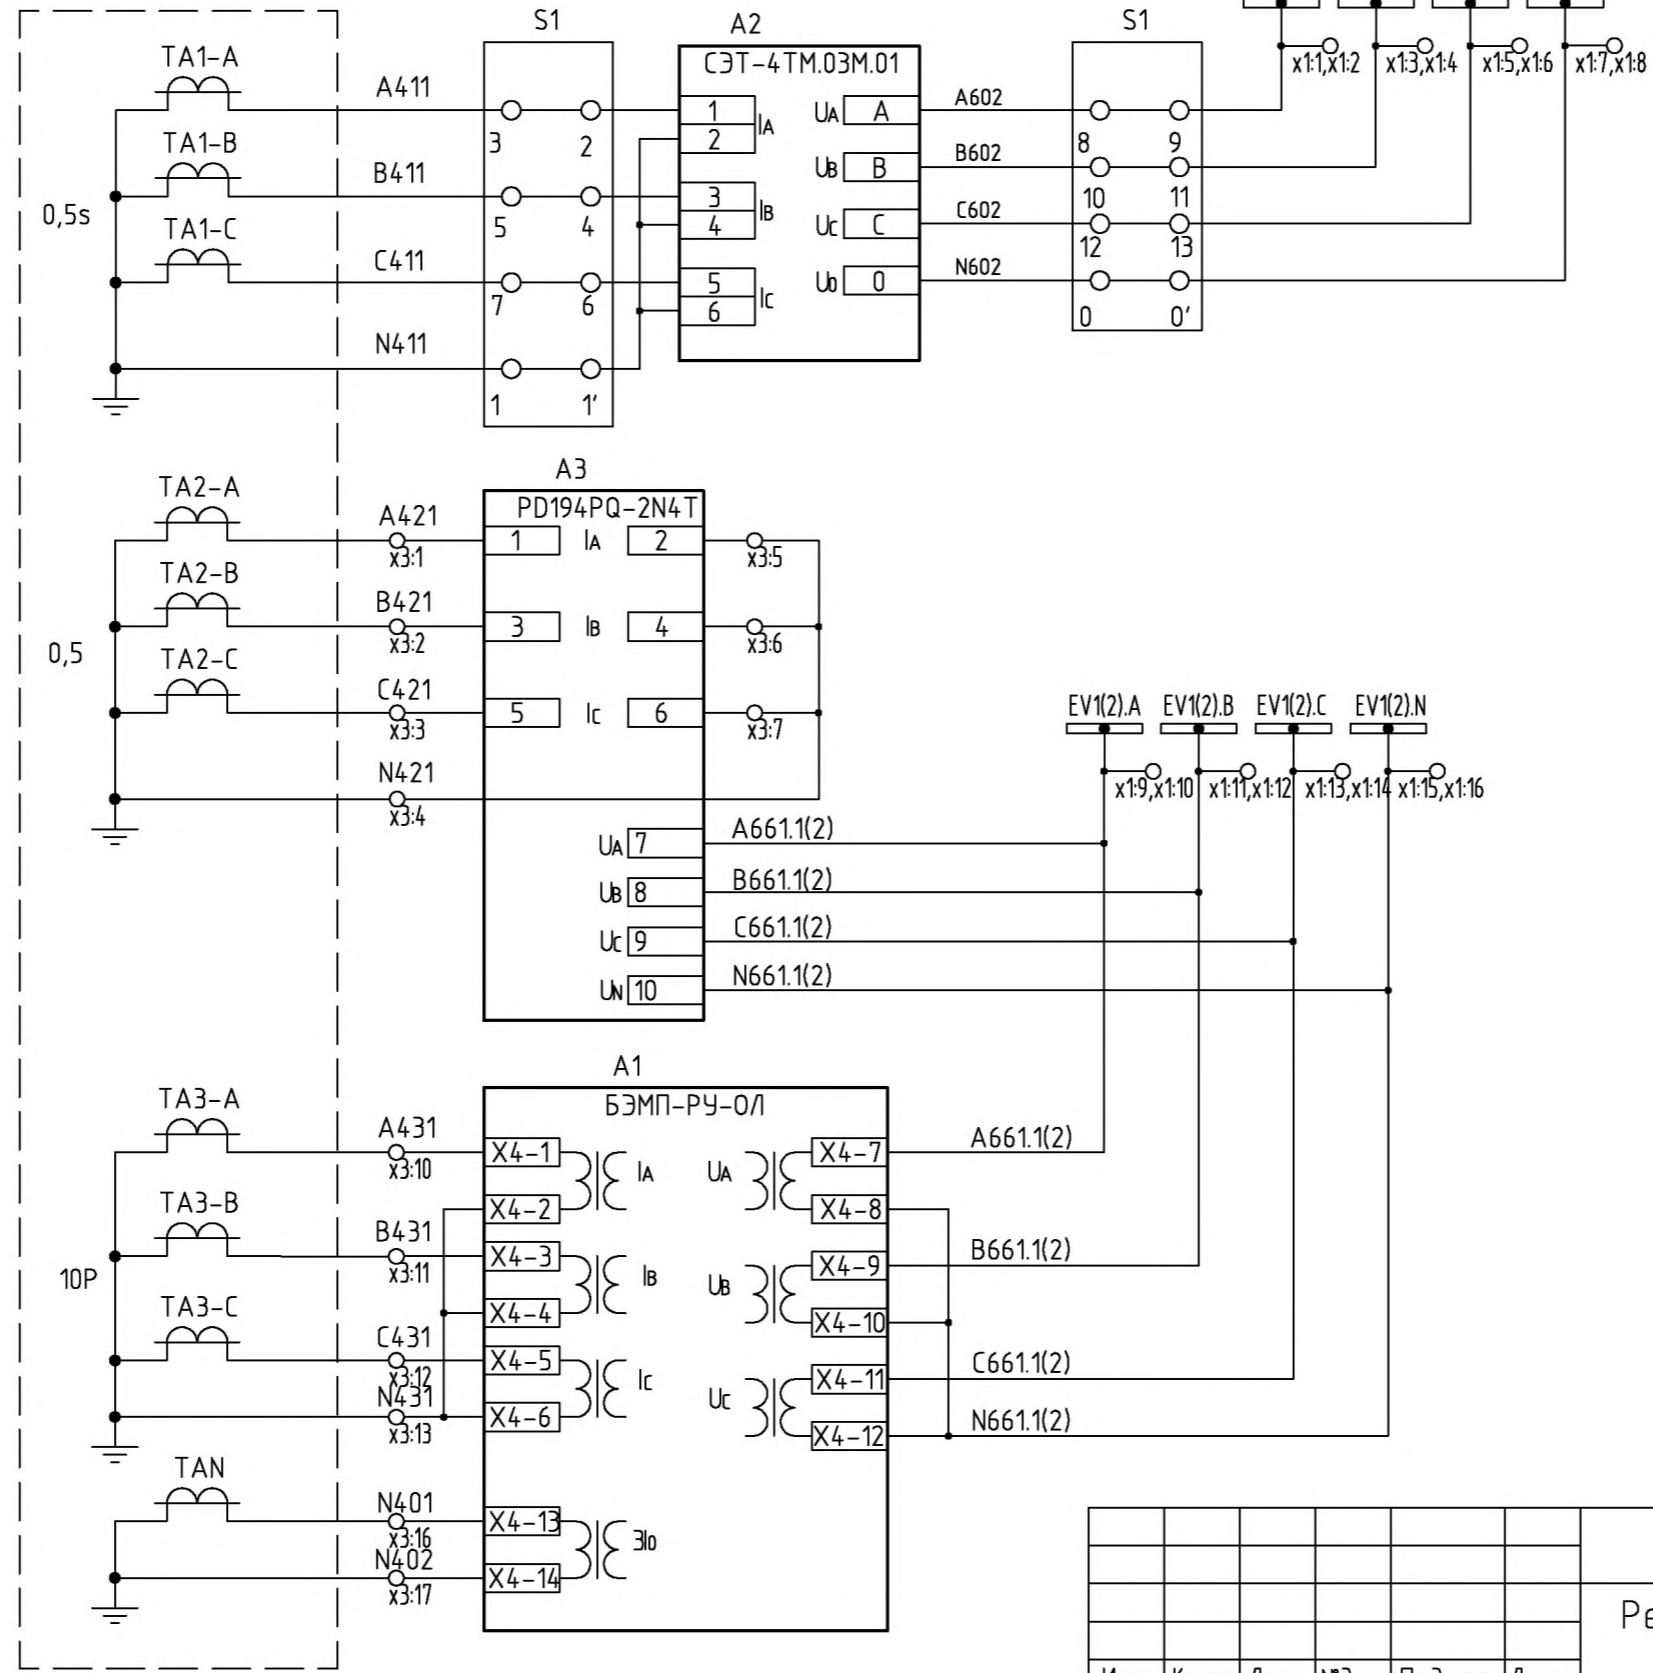 S1
A2
S1
x1:1,x1:2
x1:3,x1:4
x1:5,x1:6
x1:7,x1:8
TA1-A
A411
3
2
СЭТ-4ТМ.03М.01
1
2
IA
UA
A
A602
8
9
TA1-B
B411
5
4
3
4
IB
UB
B
B602
10
11
0,5s
TA1-C
C411
7
6
5
6
IC
UC
C
C602
12
13
N411
1
1'
U0
0
N602
0
0'
A3
PD194PQ-2N4T
TA2-A
A421
x3:1
1
IA
2
x3:5
TA2-B
B421
x3:2
3
IB
4
x3:6
0,5
TA2-C
C421
x3:3
5
IC
6
x3:7
N421
x3:4
EV1(2).A
EV1(2).B
EV1(2).C
EV1(2).N
x1:9,x1:10
x1:11,x1:12
x1:13,x1:14
x1:15,x1:16
UA
7
A661.1(2)
UB
8
B661.1(2)
UC
9
C661.1(2)
UN
10
N661.1(2)
A1
БЭМП-РУ-ОЛ
TA3-A
A431
x3:10
X4-1
X4-2
IA
UA
X4-7
X4-8
A661.1(2)
TA3-B
B431
x3:11
X4-3
X4-4
IB
UB
X4-9
X4-10
B661.1(2)
10P
TA3-C
C431
x3:12
N431
x3:13
X4-5
X4-6
IC
UC
X4-11
X4-12
C661.1(2)
N661.1(2)
TAN
N401
x3:16
N402
x3:17
X4-13
X4-14
3I0
Ре